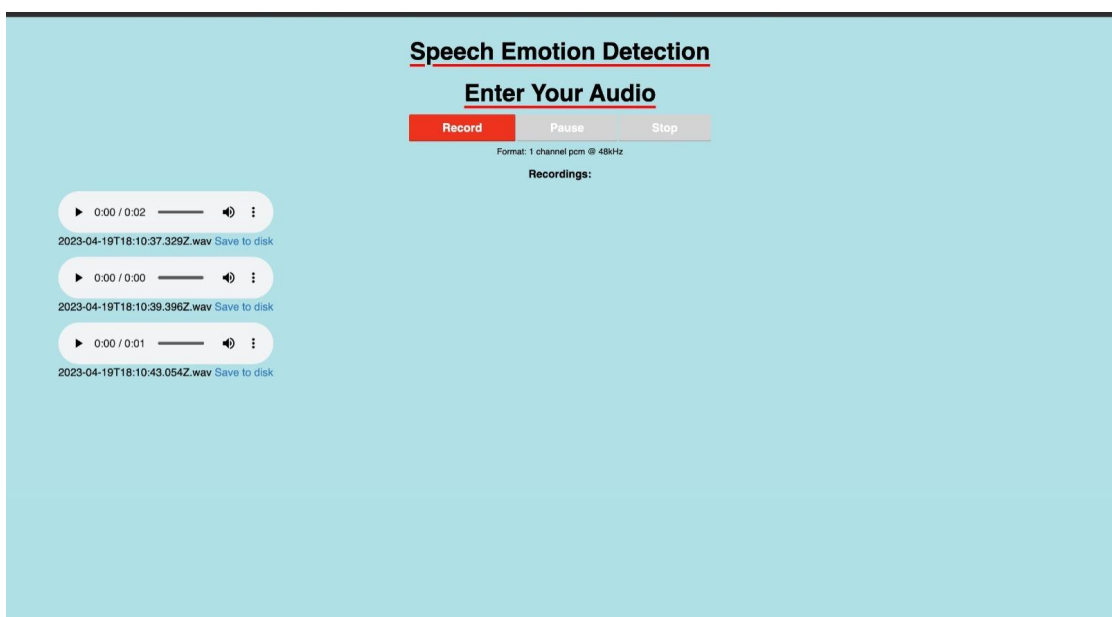 Speech Emotion Detection
Enter Your Audio
Record Pause Stop
Format: 1 channel pcm @ 48kHz
Recordings:
0:00 / 0:02
2023-04-19T18:10:37.329Z.wav Save to disk
0:00 / 0:00
2023-04-19T18:10:39.396Z.wav Save to disk
0:00 / 0:01
2023-04-19T18:10:43.054Z.wav Save to disk